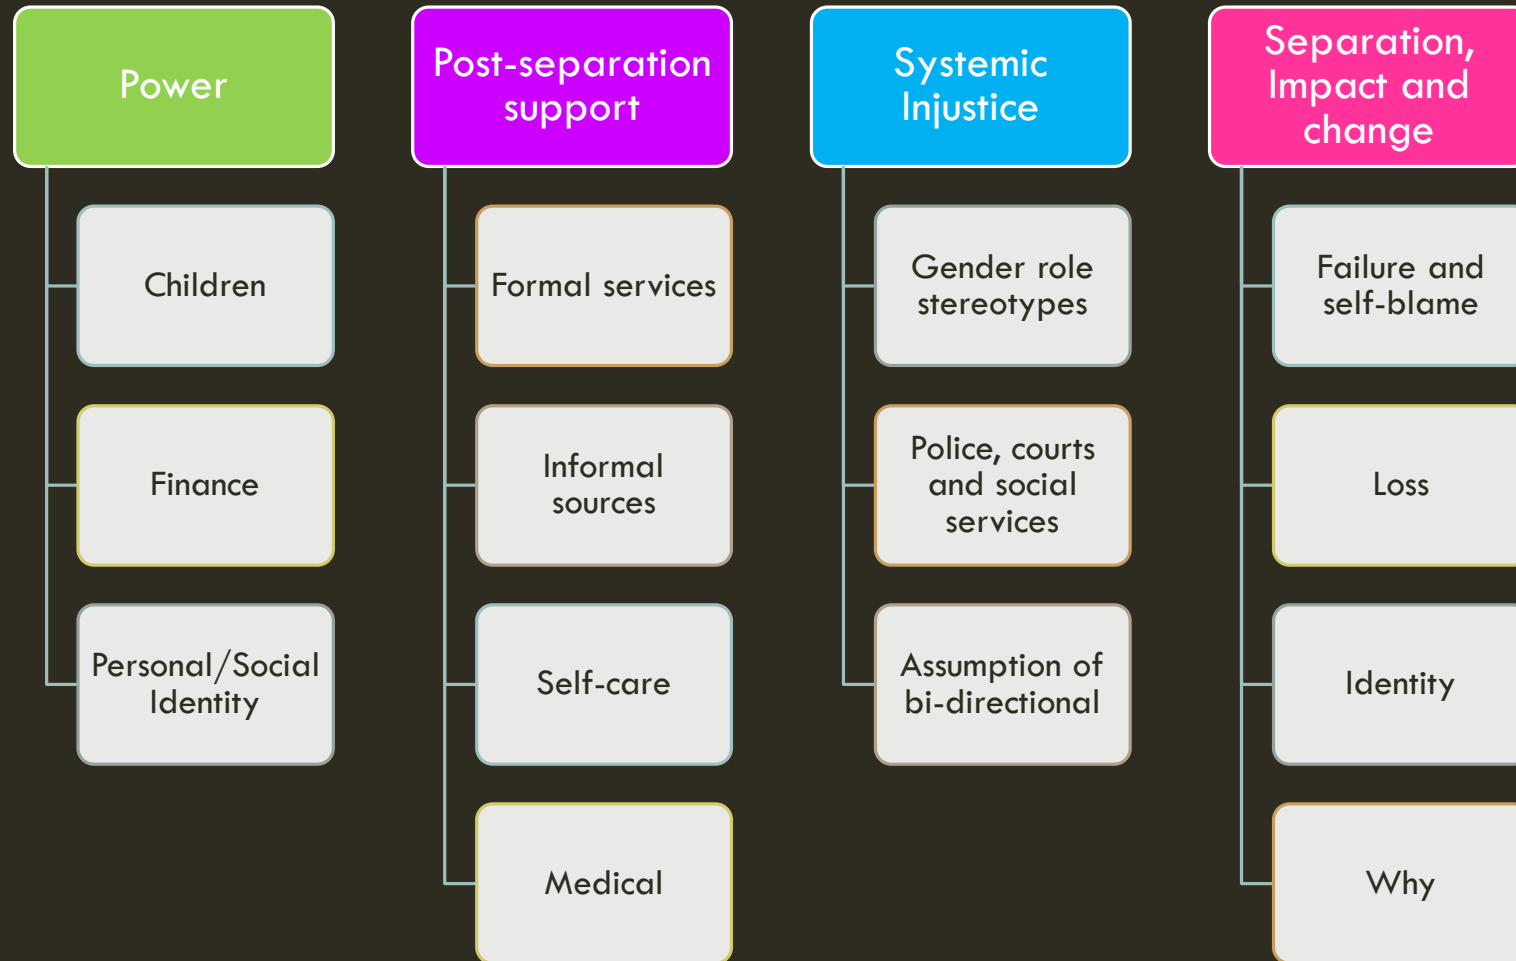 Power
Children
Finance
Personal/Social
Identity
Post-separation
support
Formal services
Informal
sources
Self-care
Medical
Systemic
Injustice
Gender role
stereotypes
Police, courts
and social
services
Assumption of
bi-directional
Separation,
Impact and
change
Failure and
self-blame
Loss
Identity
Why